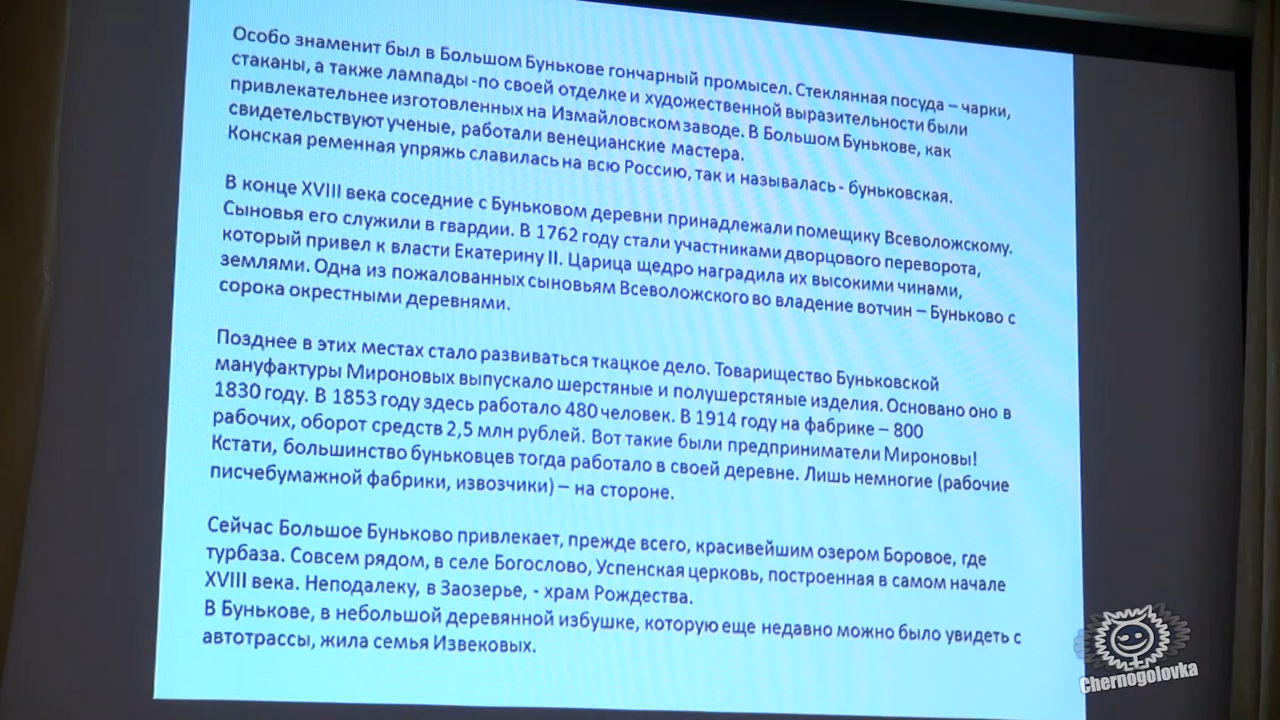 Особо знаменит был в Большом Бунькове гончарный промысел. Стеклянная посуда – чарки,
стаканы, а также лампады -по своей отделке и художественной выразительности были
привлекательнее изготовленных на Измайловском заводе. В Большом Бунькове, как
свидетельствуют ученые, работали венецианские мастера.
Конская ременная упряжь славилась на всю Россию, так и называлась - буньковская.
В конце XVIII века соседние с Буньковом деревни принадлежали помещику Всеволожскому.
Сыновья его служили в гвардии. В 1762 году стали участниками дворцового переворота,
который привел к власти Екатерину II. Царица щедро наградила их высокими чинами,
землями. Одна из пожалованных сыновьям Всеволожского во владение вотчин – Буньково с
сорока окрестными деревнями.
Позднее в этих местах стало развиваться ткацкое дело. Товарищество Буньковской
мануфактуры Мироновых выпускало шерстяные и полушерстяные изделия. Основано оно в
1830 году. В 1853 году здесь работало 480 человек. В 1914 году на фабрике – 800
рабочих, оборот средств 2,5 млн рублей. Вот такие были предприниматели Мироновы!
Кстати, большинство буньковцев тогда работало в своей деревне. Лишь немногие (рабочие
писчебумажной фабрики, извозчики) – на стороне.
Сейчас Большое Буньково привлекает, прежде всего, красивейшим озером Боровое, где
турбаза. Совсем рядом, в селе Богослово, Успенская церковь, построенная в самом начале
XVIII века. Неподалеку, в Заозерье, - храм Рождества.
В Бунькове, в небольшой деревянной избушке, которую еще недавно можно было увидеть с
автотрассы, жила семья Извековых.
Chernogolovka